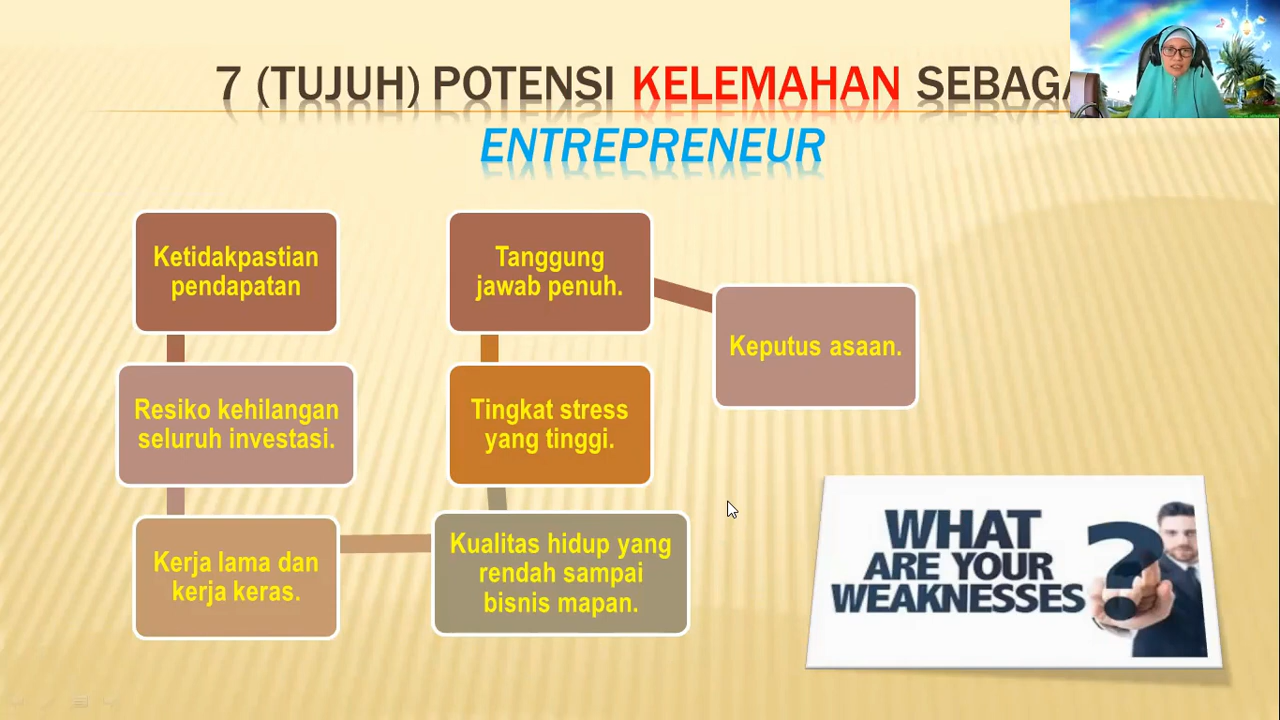 7 (TUJUH) POTENSI KELEMAHAN SEBAGA
ENTREPRENEUR
Ketidakpastian
pendapatan
Resiko kehilangan
seluruh investasi.
Kerja lama dan
kerja keras.
Kualitas hidup yang
rendah sampai
bisnis mapan.
Tingkat stress
yang tinggi.
Tanggung
jawab penuh.
Keputus asaan.
WHAT
ARE YOUR
WEAKNESSES?